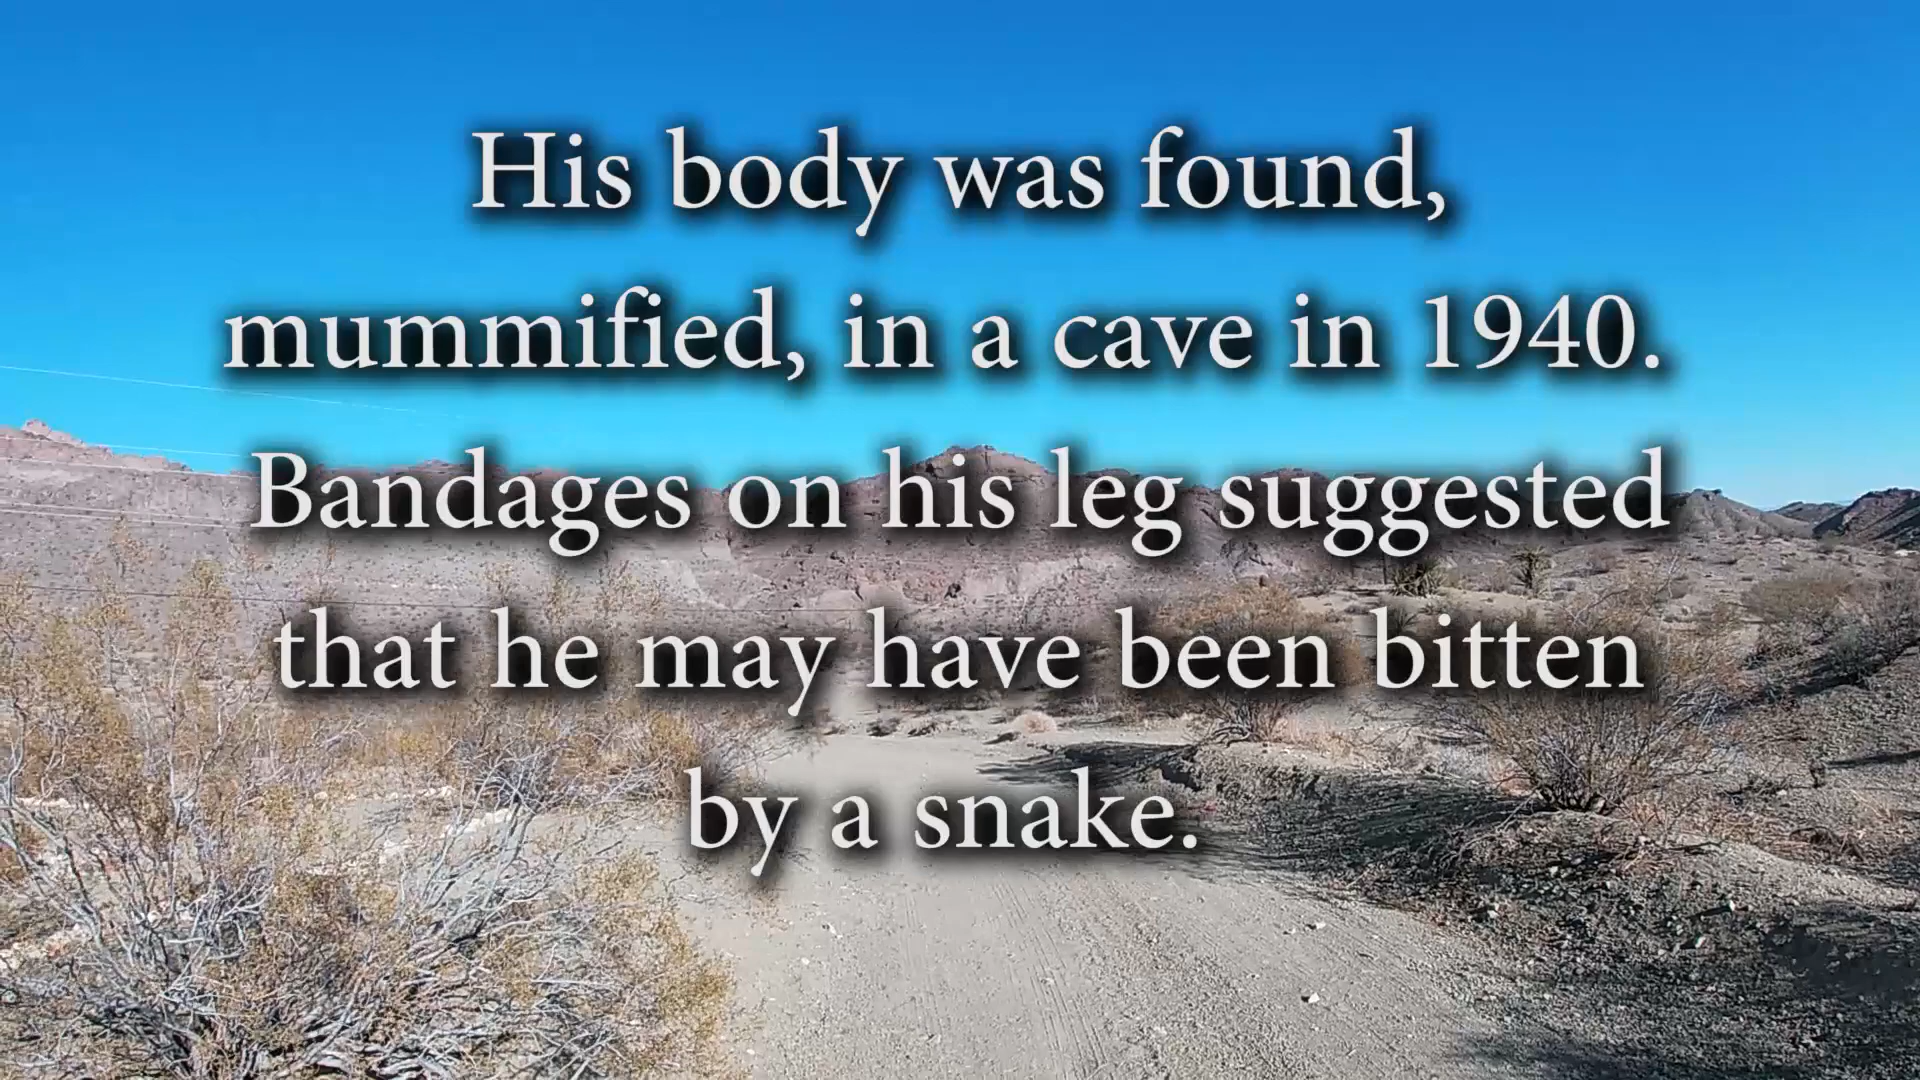 His body was found,
mummified, in a cave in 1940.
Bandages on his leg suggested
that he may have been bitten
by a snake.